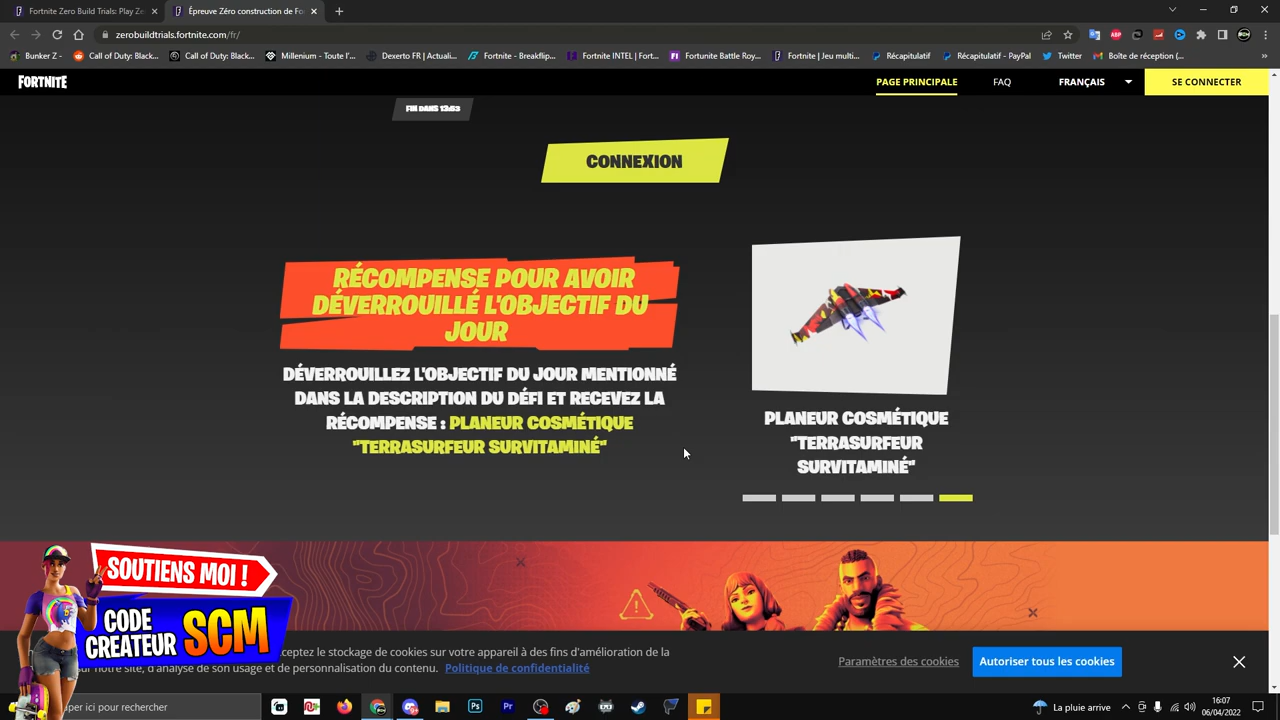 Fortnite Zero Build Trials: Play Ze
Épreuve Zéro construction de Fo
zerobuildtrials.fortnite.com/fr/
Bunker Z -
Call of Duty: Black...
Call of Duty: Black...
Millenium - Toute l'...
Dexerto FR | Actuali...
Fortnite - Breakflip...
Fortnite INTEL | Fort...
Fortunite Battle Roy...
Fortnite | Jeu multi...
Récapitulatif
Récapitulatif - PayPal
Twitter
Boîte de réception (...
FORTNITE
PAGE PRINCIPALE
FAQ
FRANÇAIS
SE CONNECTER
FIN DANS 13:53
CONNEXION
RÉCOMPENSE POUR AVOIR
DÉVERROUILLÉ L'OBJECTIF DU
JOUR
DÉVERROUILLEZ L'OBJECTIF DU JOUR MENTIONNÉ
DANS LA DESCRIPTION DU DÉFI ET RECEVEZ LA
RÉCOMPENSE : PLANEUR COSMÉTIQUE
"TERRASURFEUR SURVITAMINÉ"
PLANEUR COSMÉTIQUE
"TERRASURFEUR
SURVITAMINÉ"
SOUTIENS MOI !
CODE
CREATEUR SCM
ceptez le stockage de cookies sur votre appareil à des fins d'amélioration de la
ur notre site, d'analyse de son usage et de personnalisation du contenu. Politique de confidentialité
Paramètres des cookies
Autoriser tous les cookies
per ici pour rechercher
La pluie arrive
16:07
06/04/2022